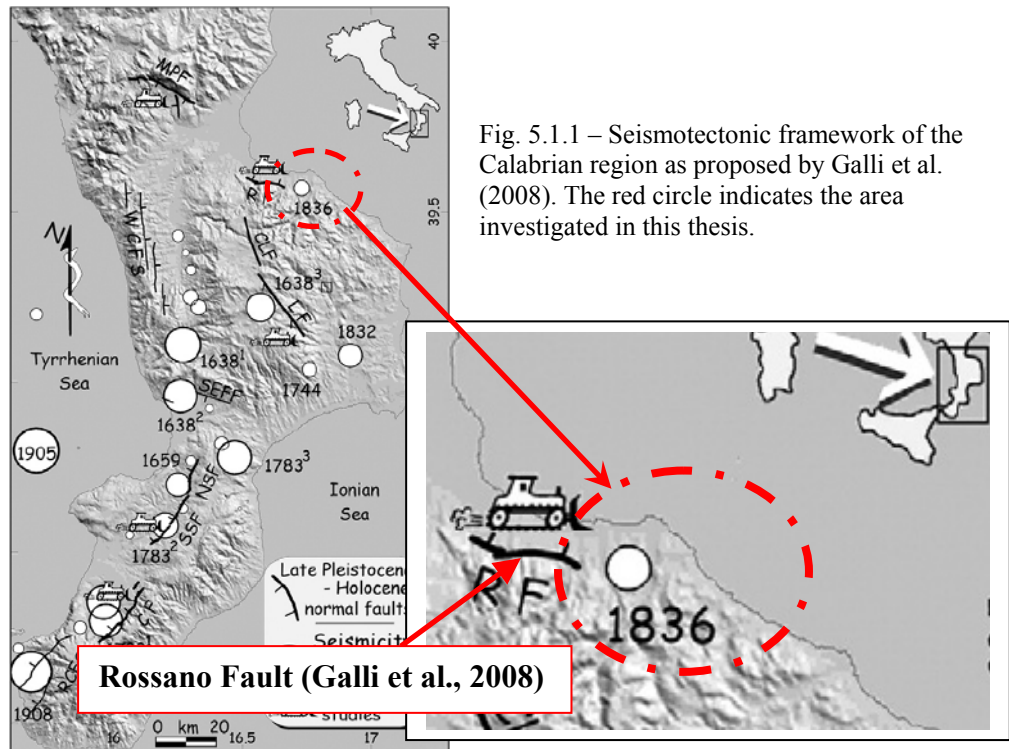 40
MPF
Fig. 5.1.1 – Seismotectonic framework of the
Calabrian region as proposed by Galli et al.
(2008). The red circle indicates the area
investigated in this thesis.
1836
39.5
WCFS
N
CLF
1638³
LF
1832
Tyrrhenian
Sea
1638¹
1744
SEFF
1638²
1905
1659
1783³
NSF
Ionian
Sea
SSF
1783²
Late Pleistocene
- Holocene
normal faults
RF
1836
Rossano Fault (Galli et al., 2008)
1908
studies
0 km 20
16
16.5
17